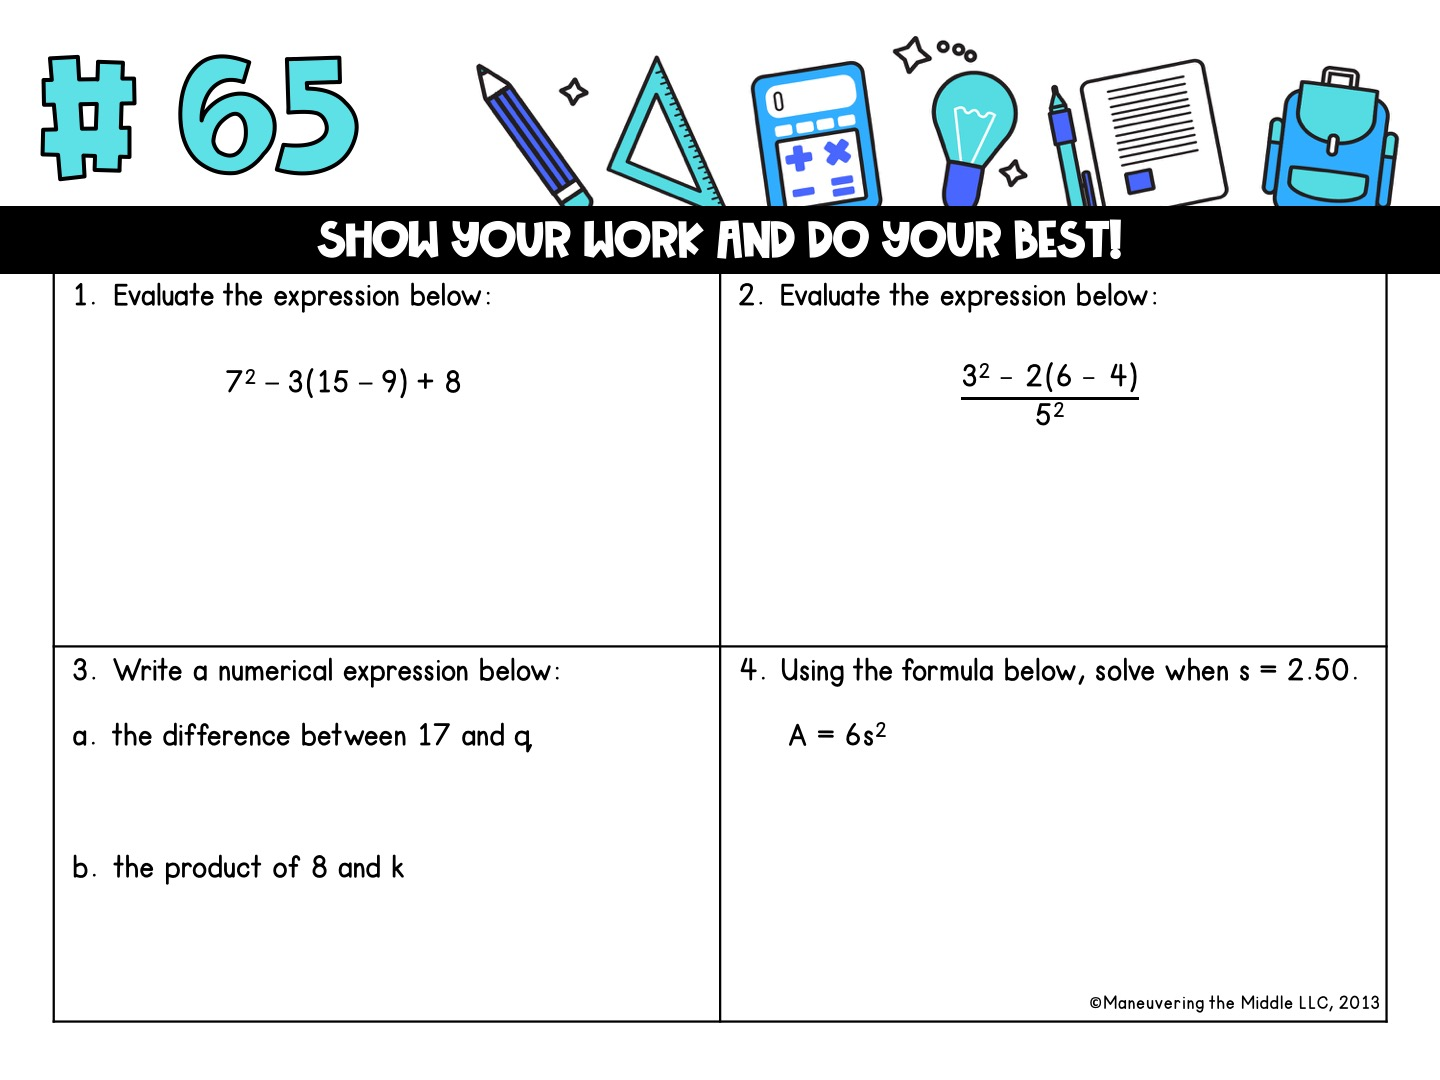 # 65
0
SHOW YOUR WORK AND DO YOUR BEST!
1. Evaluate the expression below:
7² – 3(15 – 9) + 8
2. Evaluate the expression below:
3² – 2(6 – 4)
5²
3. Write a numerical expression below:
a. the difference between 17 and q
b. the product of 8 and k
4. Using the formula below, solve when s = 2.50.
A = 6s²
©Maneuvering the Middle LLC, 2013